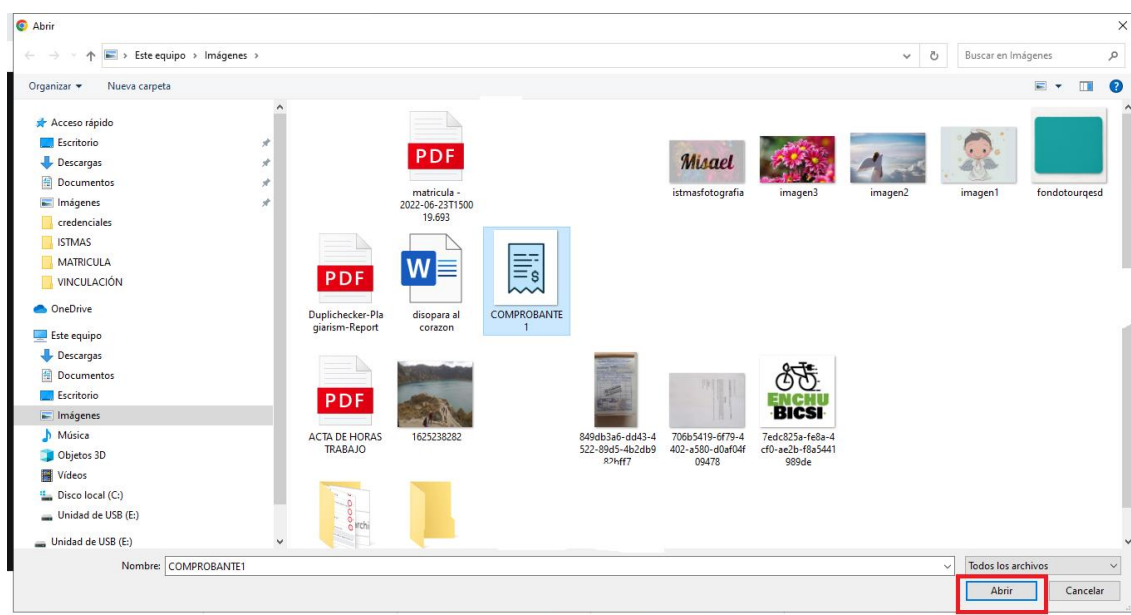 Abrir
Este equipo › Imágenes ›
Buscar en Imágenes
Organizar
Nueva carpeta
Acceso rápido
Escritorio
Descargas
Documentos
Imágenes
credenciales
ISTMAS
MATRICULA
VINCULACIÓN
OneDrive
Este equipo
Descargas
Documentos
Escritorio
Imágenes
Música
Objetos 3D
Vídeos
Disco local (C:)
Unidad de USB (E:)
Unidad de USB (E:)
PDF
matricula -
2022-06-23T1500
19.693
Misael
istmasfotografia
imagen3
imagen2
imagen1
fondotourqesd
PDF
Duplichecker-Pla
giarism-Report
W
disopara al
corazon
$
COMPROBANTE
1
PDF
ACTA DE HORAS
TRABAJO
1625238282
849db3a6-dd43-4
522-89d5-4b2db9
82bff7
706b5419-6f79-4
402-a580-d0af04f
09478
ENCHU
BICSI
7edc825a-fe8a-4
cf0-ae2b-f8a5441
989de
Nombre:
COMPROBANTE1
Todos los archivos
Abrir
Cancelar